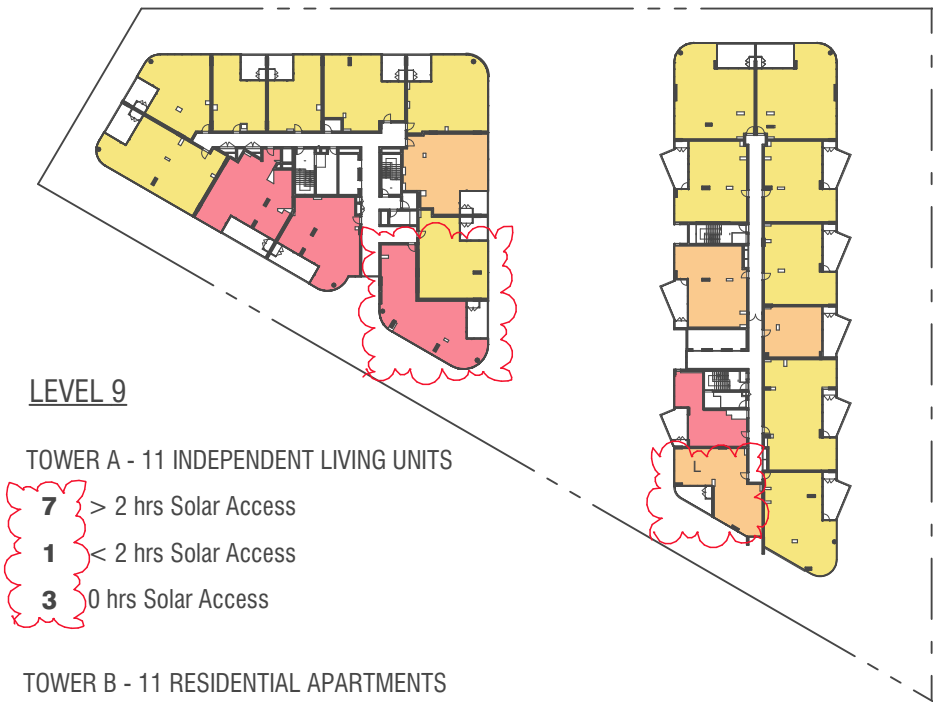 L
LEVEL 9
TOWER A - 11 INDEPENDENT LIVING UNITS
7 > 2 hrs Solar Access
1 < 2 hrs Solar Access
3 0 hrs Solar Access
TOWER B - 11 RESIDENTIAL APARTMENTS